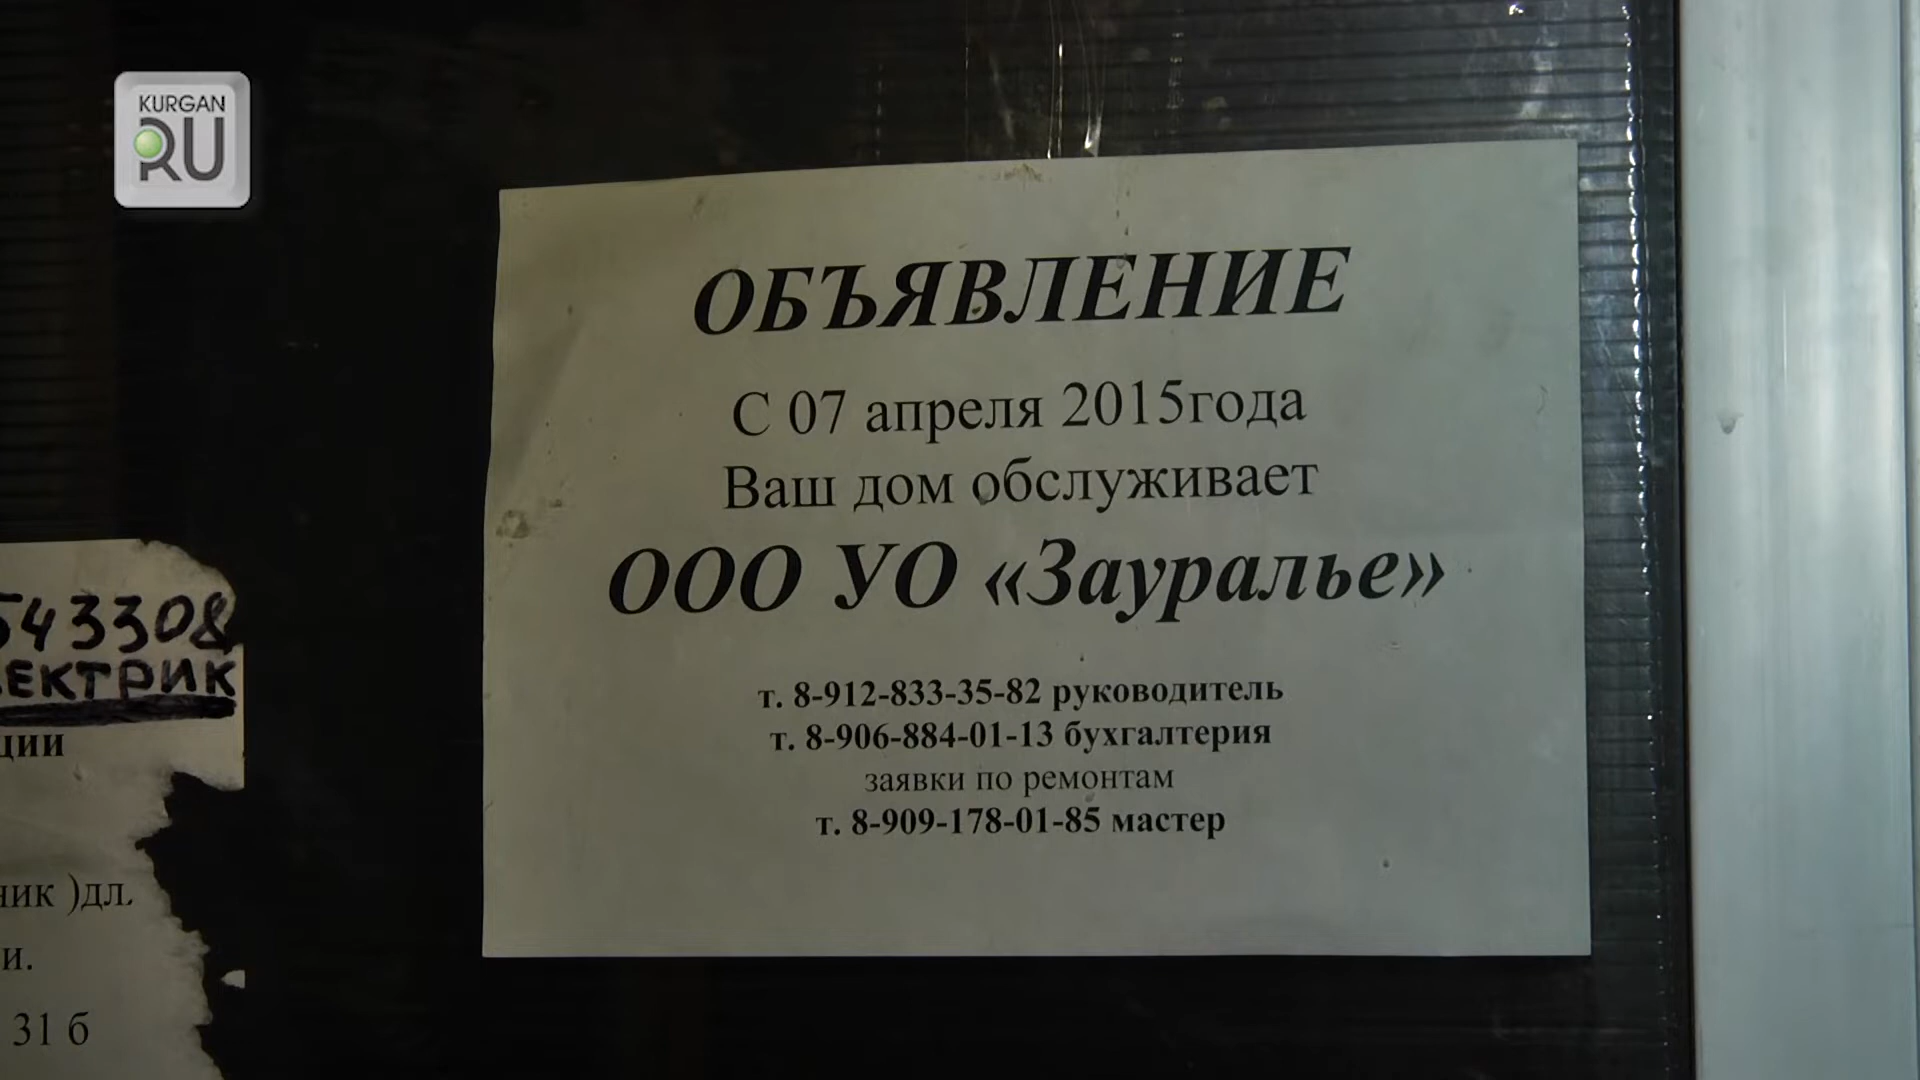 KURGAN
RU
ОБЪЯВЛЕНИЕ
С 07 апреля 2015года
Ваш дом обслуживает
ООО УО «Зауралье»
т. 8-912-833-35-82 руководитель
т. 8-906-884-01-13 бухгалтерия
заявки по ремонтам
т. 8-909-178-01-85 мастер
543308
ЕКТРИК
ции
ник )дл.
и.
31 б